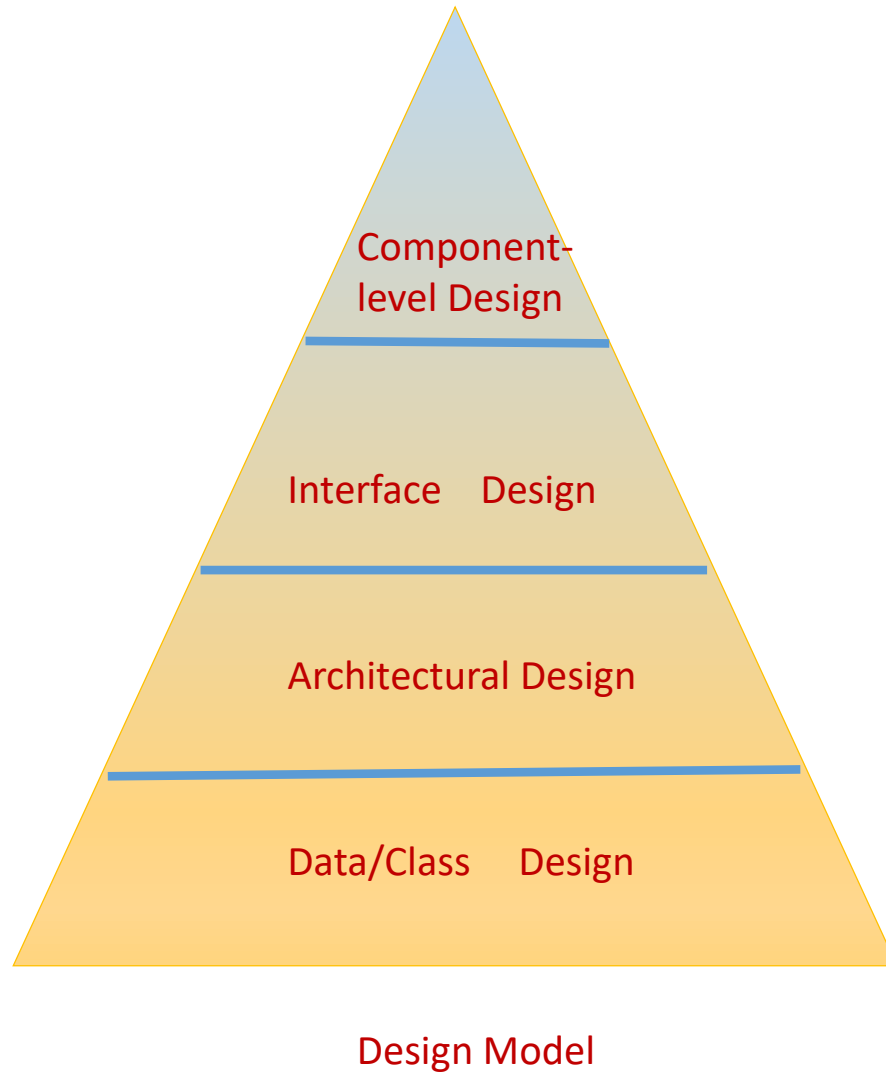 Component-
level Design
Interface Design
Architectural Design
Data/Class Design
Design Model